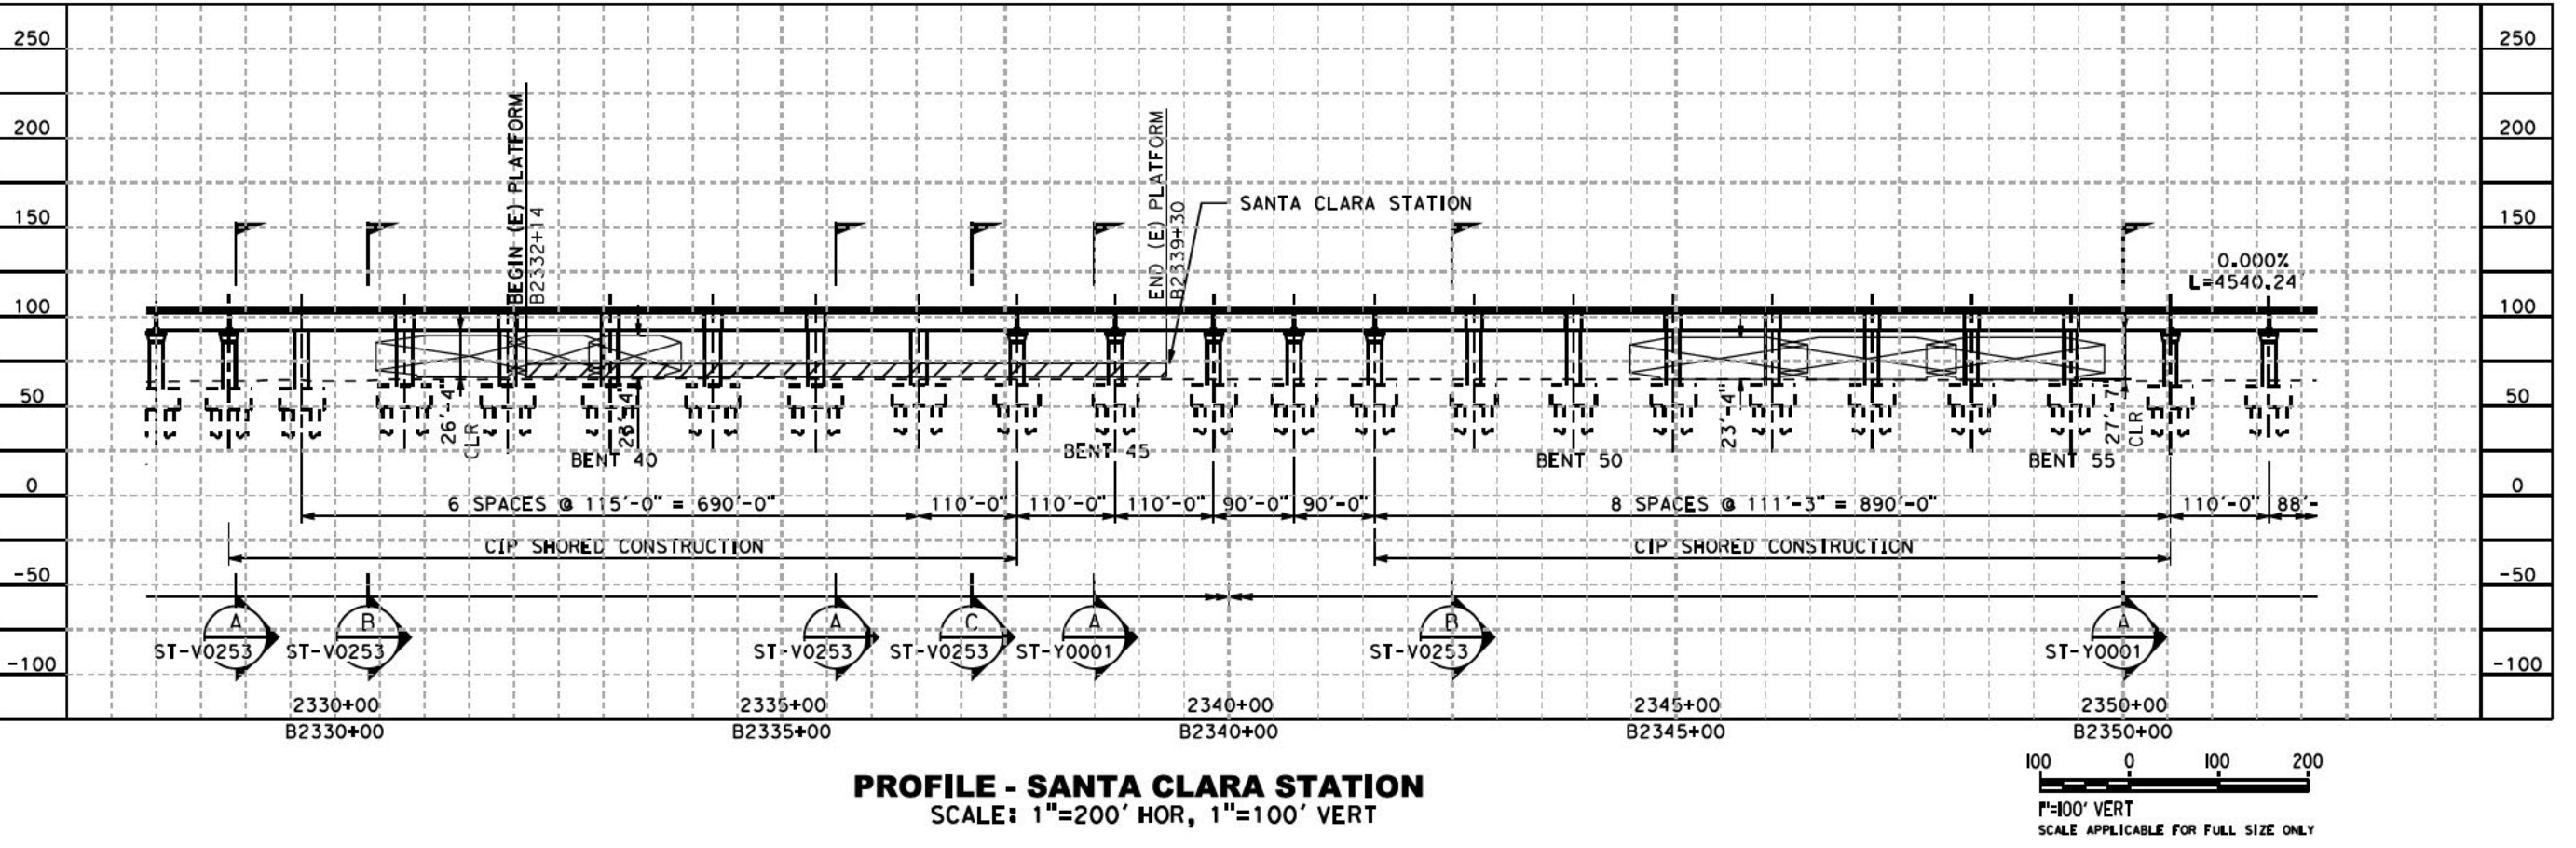 250
200
150
100
50
0
-50
-100
250
200
150
100
50
0
-50
-100
BEGIN (E) PLATFORM
B2332+14
END (E) PLATFORM
B2339+30
SANTA CLARA STATION
0.000%
L=4540.24'
26'-4"
CLR
BENT 40
BENT 45
BENT 50
23'-4"
BENT 55
27'-7"
CLR
6 SPACES @ 115'-0" = 690'-0"
110'-0"
110'-0"
110'-0"
90'-0"
90'-0"
8 SPACES @ 111'-3" = 890'-0"
110'-0"
88'-
CIP SHORED CONSTRUCTION
CIP SHORED CONSTRUCTION
A
ST-V0253
B
ST-V0253
A
ST-V0253
C
ST-V0253
A
ST-Y0001
B
ST-V0253
A
ST-Y0001
2330+00
2335+00
2340+00
2345+00
2350+00
B2330+00
B2335+00
B2340+00
B2345+00
B2350+00
PROFILE - SANTA CLARA STATION
SCALE: 1"=200' HOR, 1"=100' VERT
100 0 100 200
1"=100' VERT
SCALE APPLICABLE FOR FULL SIZE ONLY